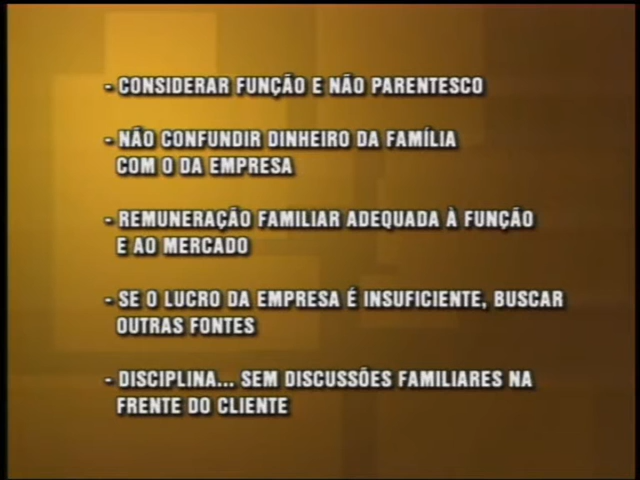 - CONSIDERAR FUNÇÃO E NÃO PARENTESCO
- NÃO CONFUNDIR DINHEIRO DA FAMÍLIA
COM O DA EMPRESA
- REMUNERAÇÃO FAMILIAR ADEQUADA À FUNÇÃO
E AO MERCADO
- SE O LUCRO DA EMPRESA É INSUFICIENTE, BUSCAR
OUTRAS FONTES
- DISCIPLINA... SEM DISCUSSÕES FAMILIARES NA
FRENTE DO CLIENTE